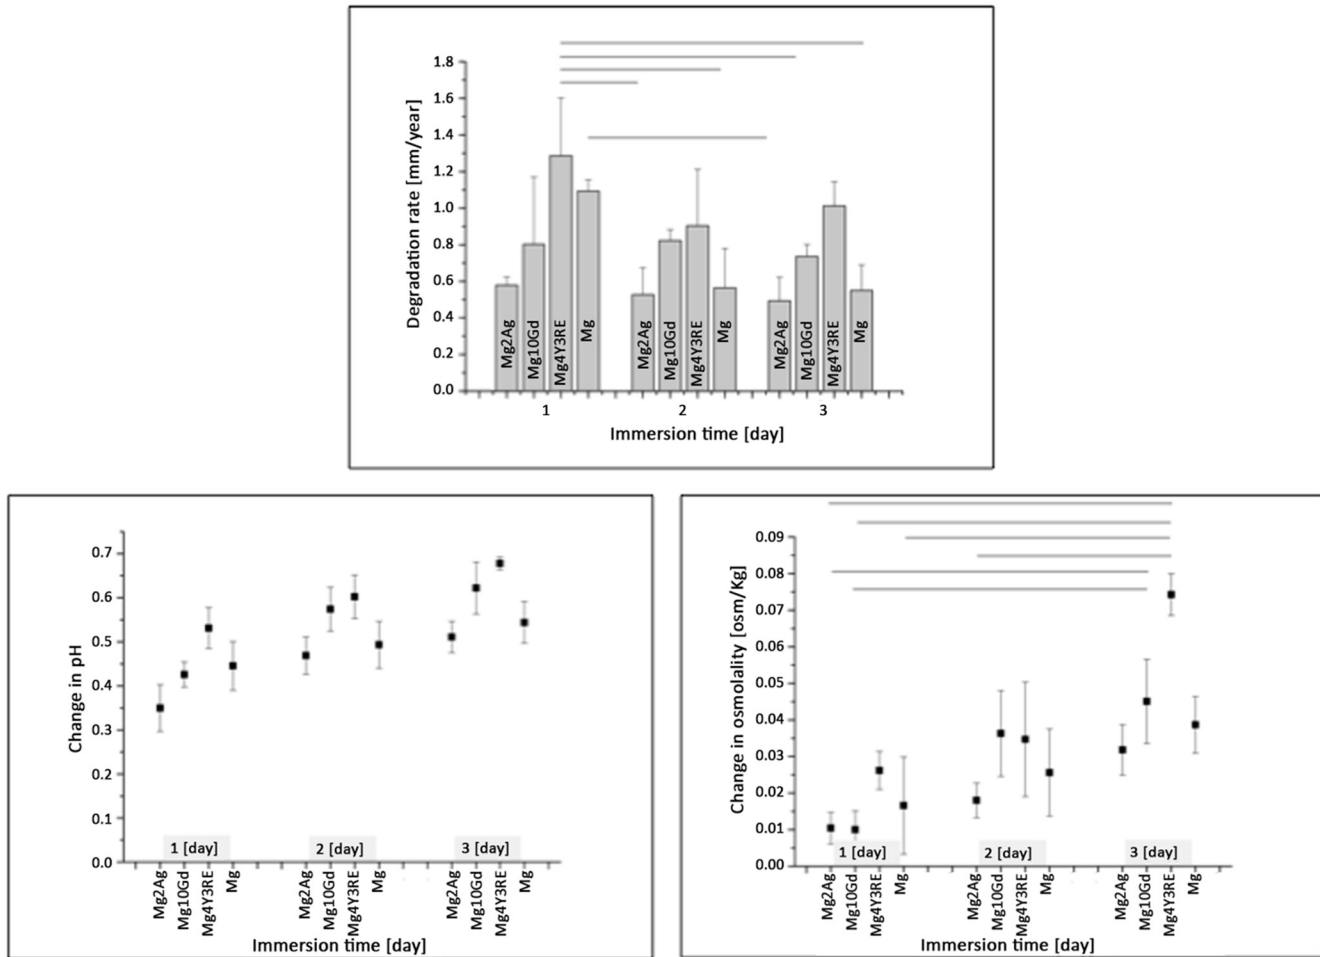 Degradation rate [mm/year]
1.8
1.6
1.4
1.2
1.0
0.8
0.6
0.4
0.2
0.0
Mg2Ag
Mg10Gd
Mg4Y3RE
Mg
Mg2Ag
Mg10Gd
Mg4Y3RE
Mg
Mg2Ag
Mg10Gd
Mg4Y3RE
Mg
1 2 3
Immersion time [day]
Change in pH
0.7
0.6
0.5
0.4
0.3
0.2
0.1
0.0
1 [day] 2 [day] 3 [day]
Mg2Ag
Mg10Gd
Mg4Y3RE
Mg
Mg2Ag
Mg10Gd
Mg4Y3RE
Mg
Mg2Ag
Mg10Gd
Mg4Y3RE
Mg
Immersion time [day]
Change in osmolality [osm/Kg]
0.09
0.08
0.07
0.06
0.05
0.04
0.03
0.02
0.01
0.00
1 [day] 2 [day] 3 [day]
Mg2Ag
Mg10Gd
Mg4Y3RE
Mg
Mg2Ag
Mg10Gd
Mg4Y3RE
Mg
Mg2Ag
Mg10Gd
Mg4Y3RE
Mg
Immersion time [day]